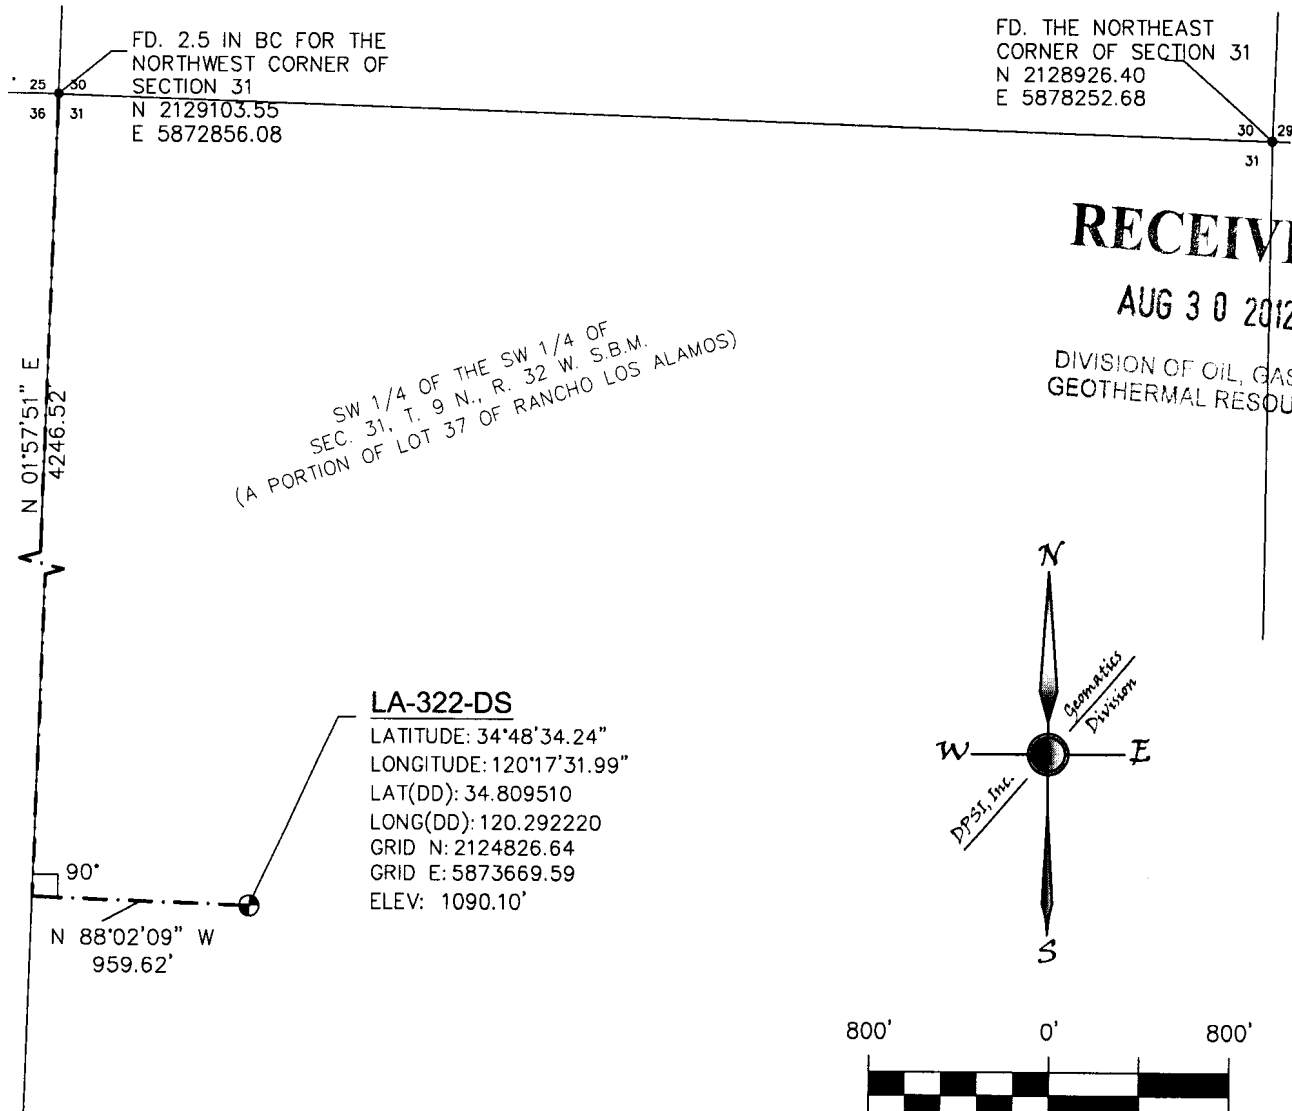 FD. 2.5 IN BC FOR THE
NORTHWEST CORNER OF
SECTION 31
N 2129103.55
E 5872856.08
25 30
36 31
FD. THE NORTHEAST
CORNER OF SECTION 31
N 2128926.40
E 5878252.68
30 29
31
AUG 3 0 2012
DIVISION OF OIL,
GEOTHERMAL
SW 1/4 OF THE SW 1/4 OF
SEC. 31, T. 9 N., R. 32 W. S.B.M.
(A PORTION OF LOT 37 OF RANCHO LOS ALAMOS)
N 01°57'51" E
4246.52'
N
W
E
S
Geomatics
Division
DPSI, Inc.
LA-322-DS
LATITUDE: 34°48'34.24"
LONGITUDE: 120°17'31.99"
LAT(DD): 34.809510
LONG(DD): 120.292220
GRID N: 2124826.64
GRID E: 5873669.59
ELEV: 1090.10'
90°
N 88°02'09" W
959.62'
800' 0' 800'